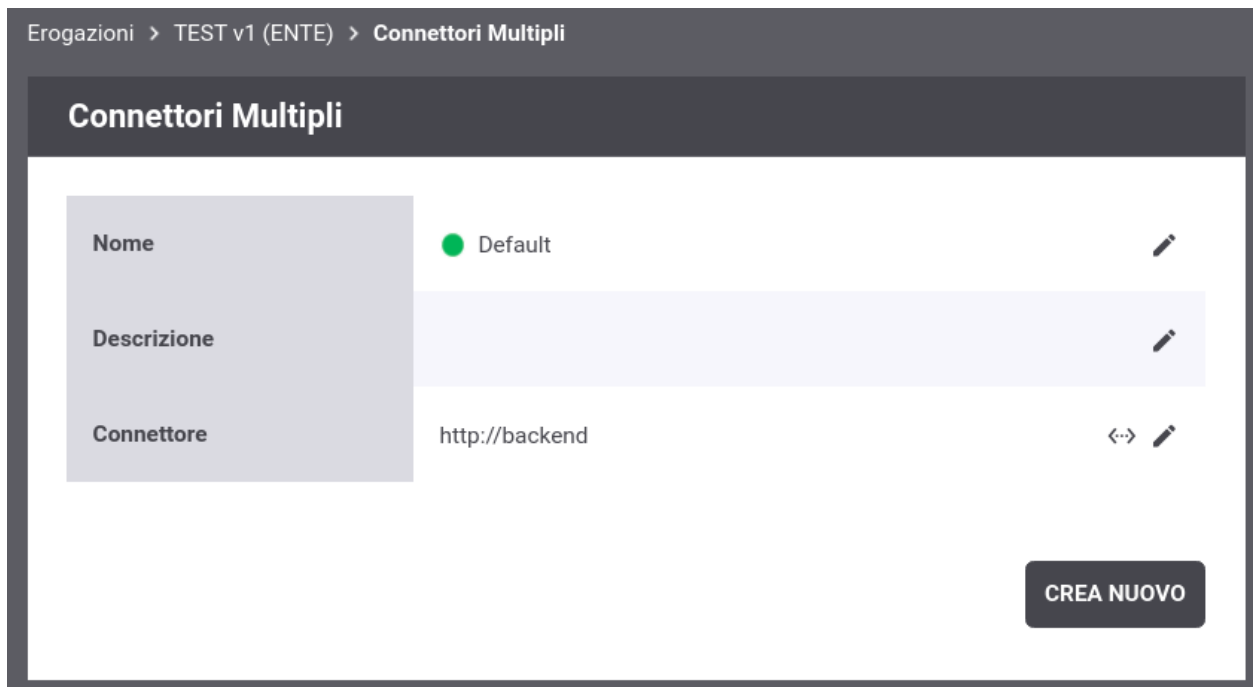 Erogazioni > TEST v1 (ENTE) > Connettori Multipli
Connettori Multipli
Nome Default
Descrizione
Connettore http://backend
CREA NUOVO